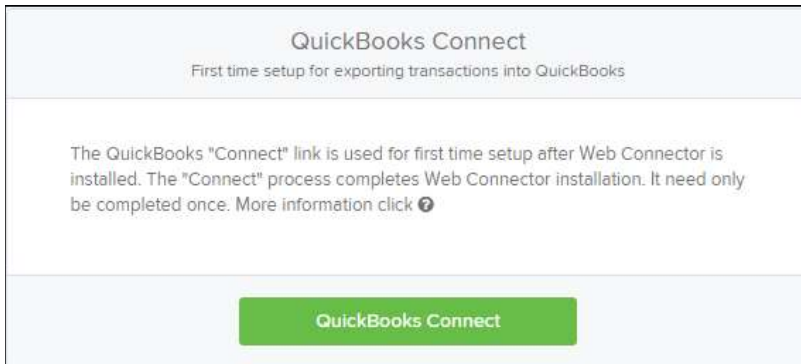 QuickBooks Connect
First time setup for exporting transactions into QuickBooks
The QuickBooks "Connect" link is used for first time setup after Web Connector is
installed. The "Connect" process completes Web Connector installation. It need only
be completed once. More information click ?
QuickBooks Connect